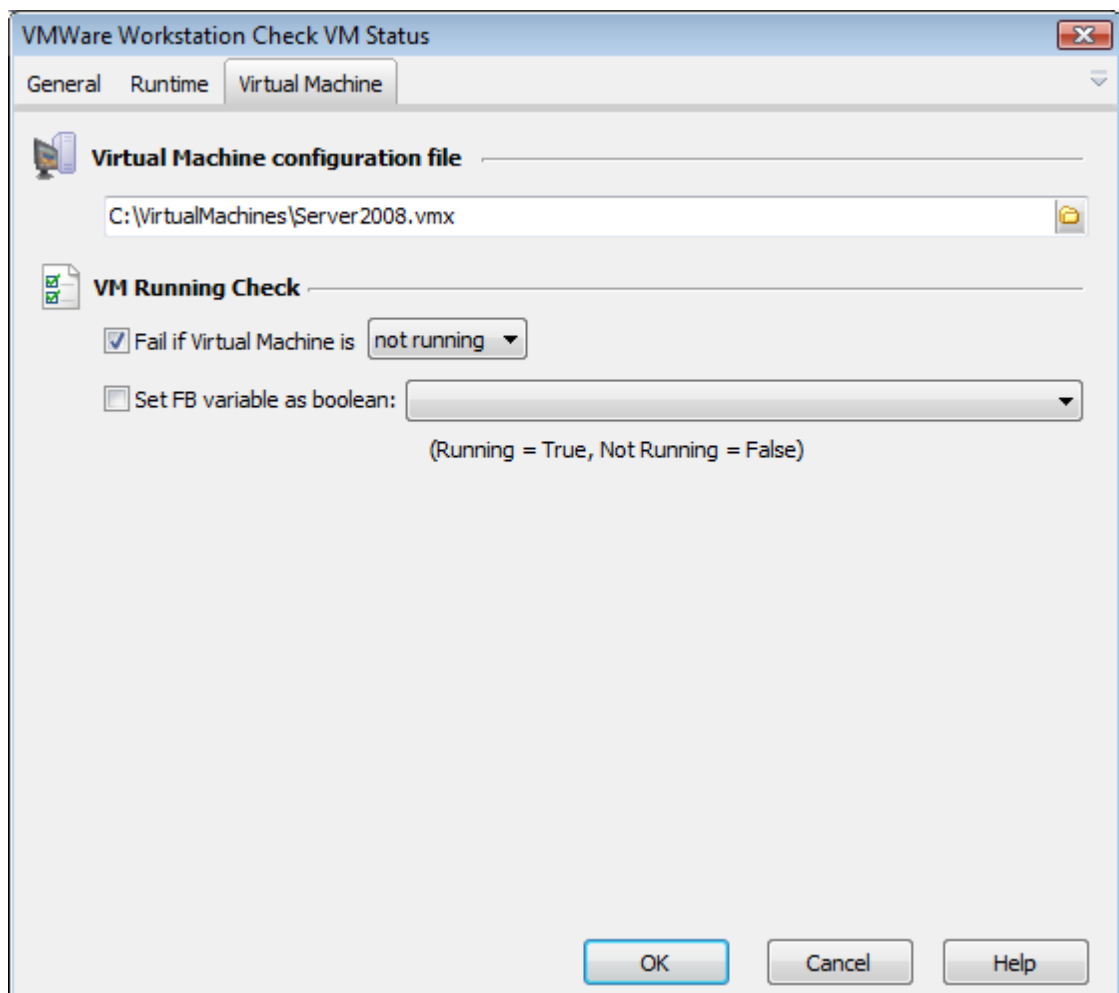 VMWare Workstation Check VM Status
General Runtime Virtual Machine
Virtual Machine configuration file
C:\VirtualMachines\Server2008.vmx
VM Running Check
Fail if Virtual Machine is not running
Set FB variable as boolean:
(Running = True, Not Running = False)
OK Cancel Help